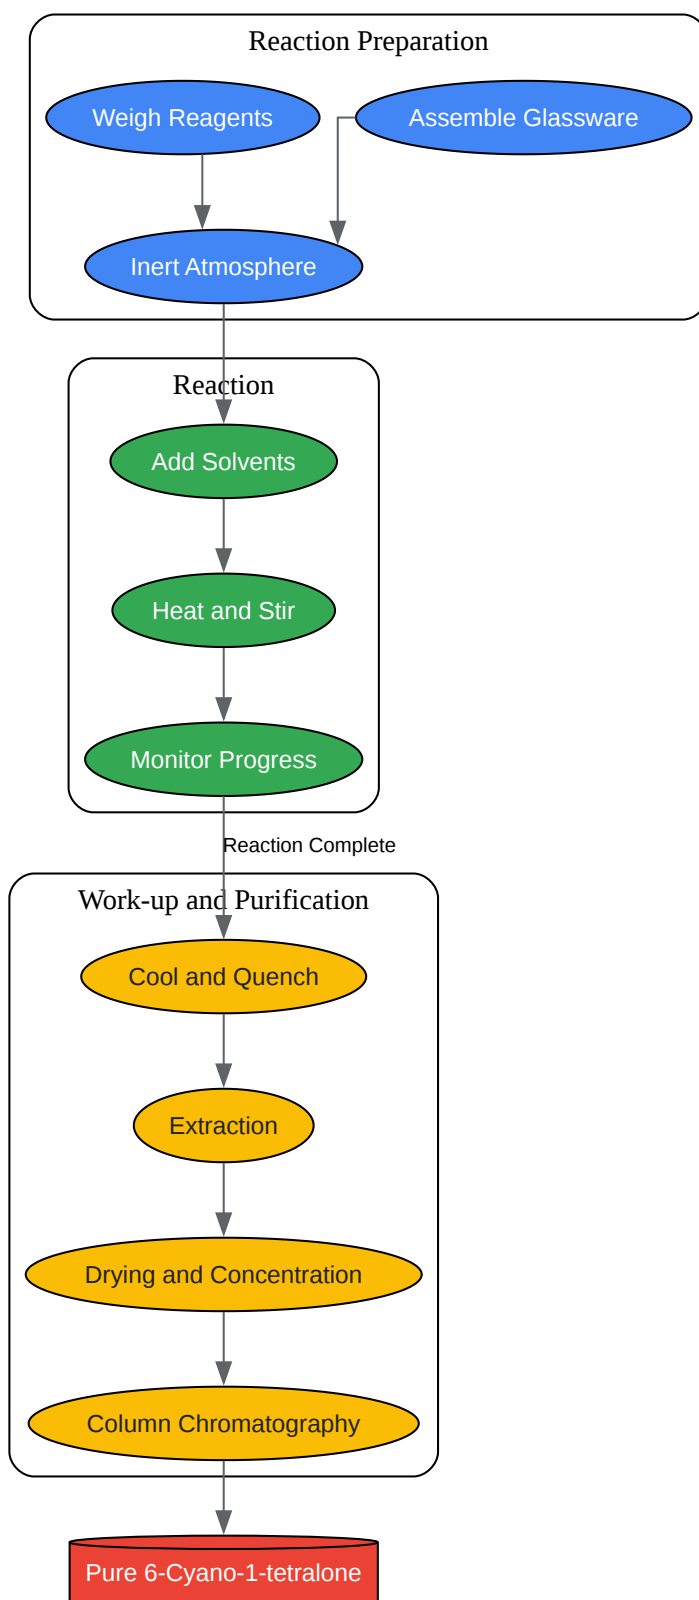 Reaction Preparation
Weigh Reagents
Assemble Glassware
Inert Atmosphere
Reaction
Add Solvents
Heat and Stir
Monitor Progress
Reaction Complete
Work-up and Purification
Cool and Quench
Extraction
Drying and Concentration
Column Chromatography
Pure 6-Cyano-1-tetralone